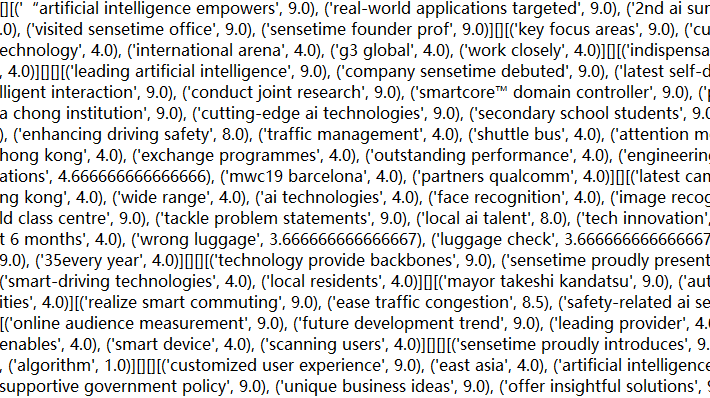 [][('  “artificial intelligence empowers', 9.0), ('real-world applications targeted', 9.0), ('2nd ai sur
.0), ('visited sensetime office', 9.0), ('sensetime founder prof', 9.0)][][('key focus areas', 9.0), ('cu
echnology', 4.0), ('international arena', 4.0), ('g3 global', 4.0), ('work closely', 4.0)][][('indispensa
, 4.0)][][][('leading artificial intelligence', 9.0), ('company sensetime debuted', 9.0), ('latest self-d
lligent interaction', 9.0), ('conduct joint research', 9.0), ('smartcore™ domain controller', 9.0), ('p
a chong institution', 9.0), ('cutting-edge ai technologies', 9.0), ('secondary school students', 9.0
), ('enhancing driving safety', 8.0), ('traffic management', 4.0), ('shuttle bus', 4.0), ('attention m
hong kong', 4.0), ('exchange programmes', 4.0), ('outstanding performance', 4.0), ('engineering
ations', 4.666666666666666), ('mwc19 barcelona', 4.0), ('partners qualcomm', 4.0)][][('latest can
ng kong', 4.0), ('wide range', 4.0), ('ai technologies', 4.0), ('face recognition', 4.0), ('image recog
ld class centre', 9.0), ('tackle problem statements', 9.0), ('local ai talent', 8.0), ('tech innovation',
t 6 months', 4.0), ('wrong luggage', 3.666666666666667), ('luggage check', 3.666666666666667
9.0), ('35every year', 4.0)][][][('technology provide backbones', 9.0), ('sensetime proudly present
('smart-driving technologies', 4.0), ('local residents', 4.0)][][('mayor takeshi kandatsu', 9.0), ('aut
ities', 4.0)][('realize smart commuting', 9.0), ('ease traffic congestion', 8.5), ('safety-related ai se
[('online audience measurement', 9.0), ('future development trend', 9.0), ('leading provider', 4.0
enables', 4.0), ('smart device', 4.0), ('scanning users', 4.0)][][][('sensetime proudly introduces', 9.
, ('algorithm', 1.0)][][][('customized user experience', 9.0), ('east asia', 4.0), ('artificial intelligence
supportive government policy', 9.0), ('unique business ideas', 9.0), ('offer insightful solutions', 9